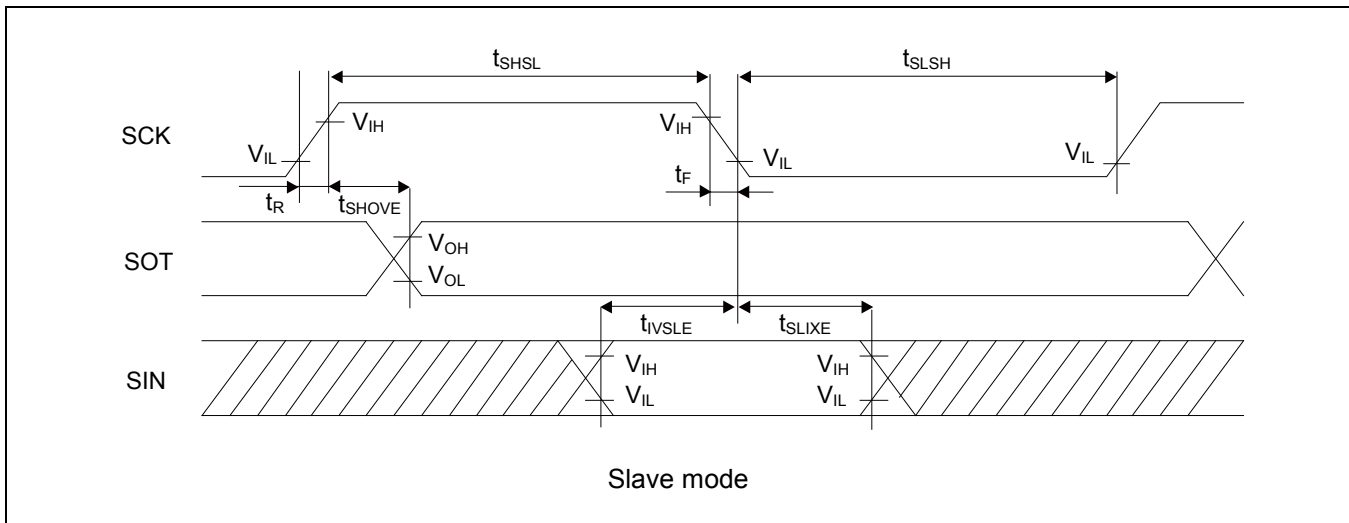 tSHSL tSLSH
SCK VIH VIH
VIL VIL VIL
tF
tR tSHOVE
SOT VOH
VOL
tIVSLE tSLIXE
SIN VIH VIH
VIL VIL
Slave mode